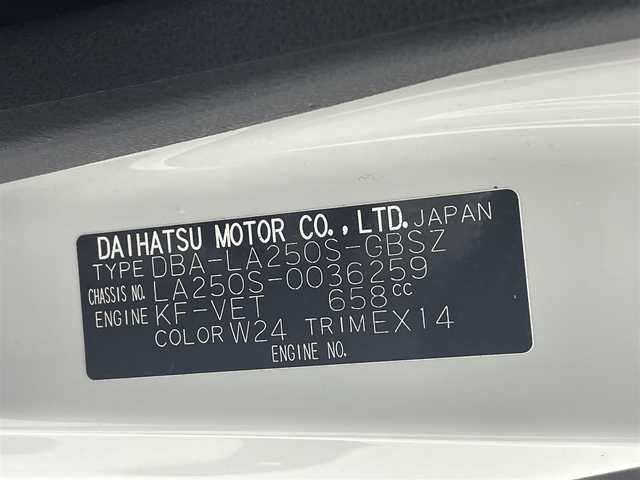 DAIHATSU MOTOR CO.,LTD. JAPAN
TYPE DBA-LA250S-GBSZ
CHASSIS NO. LA250S-0036259
ENGINE KF-VET 658cc
COLOR W24 TRIM EX14
ENGINE NO.